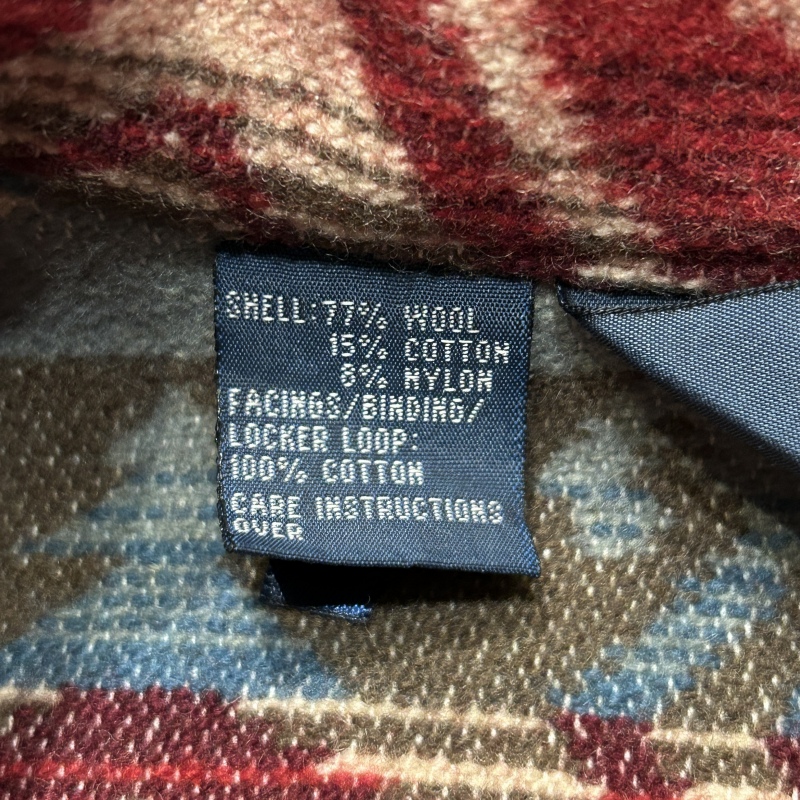 SHELL:77% WOOL
15% COTTON
8% NYLON
FACINGS/BINDING/
LOCKER LOOP:
100% COTTON
CARE INSTRUCTIONS
OVER